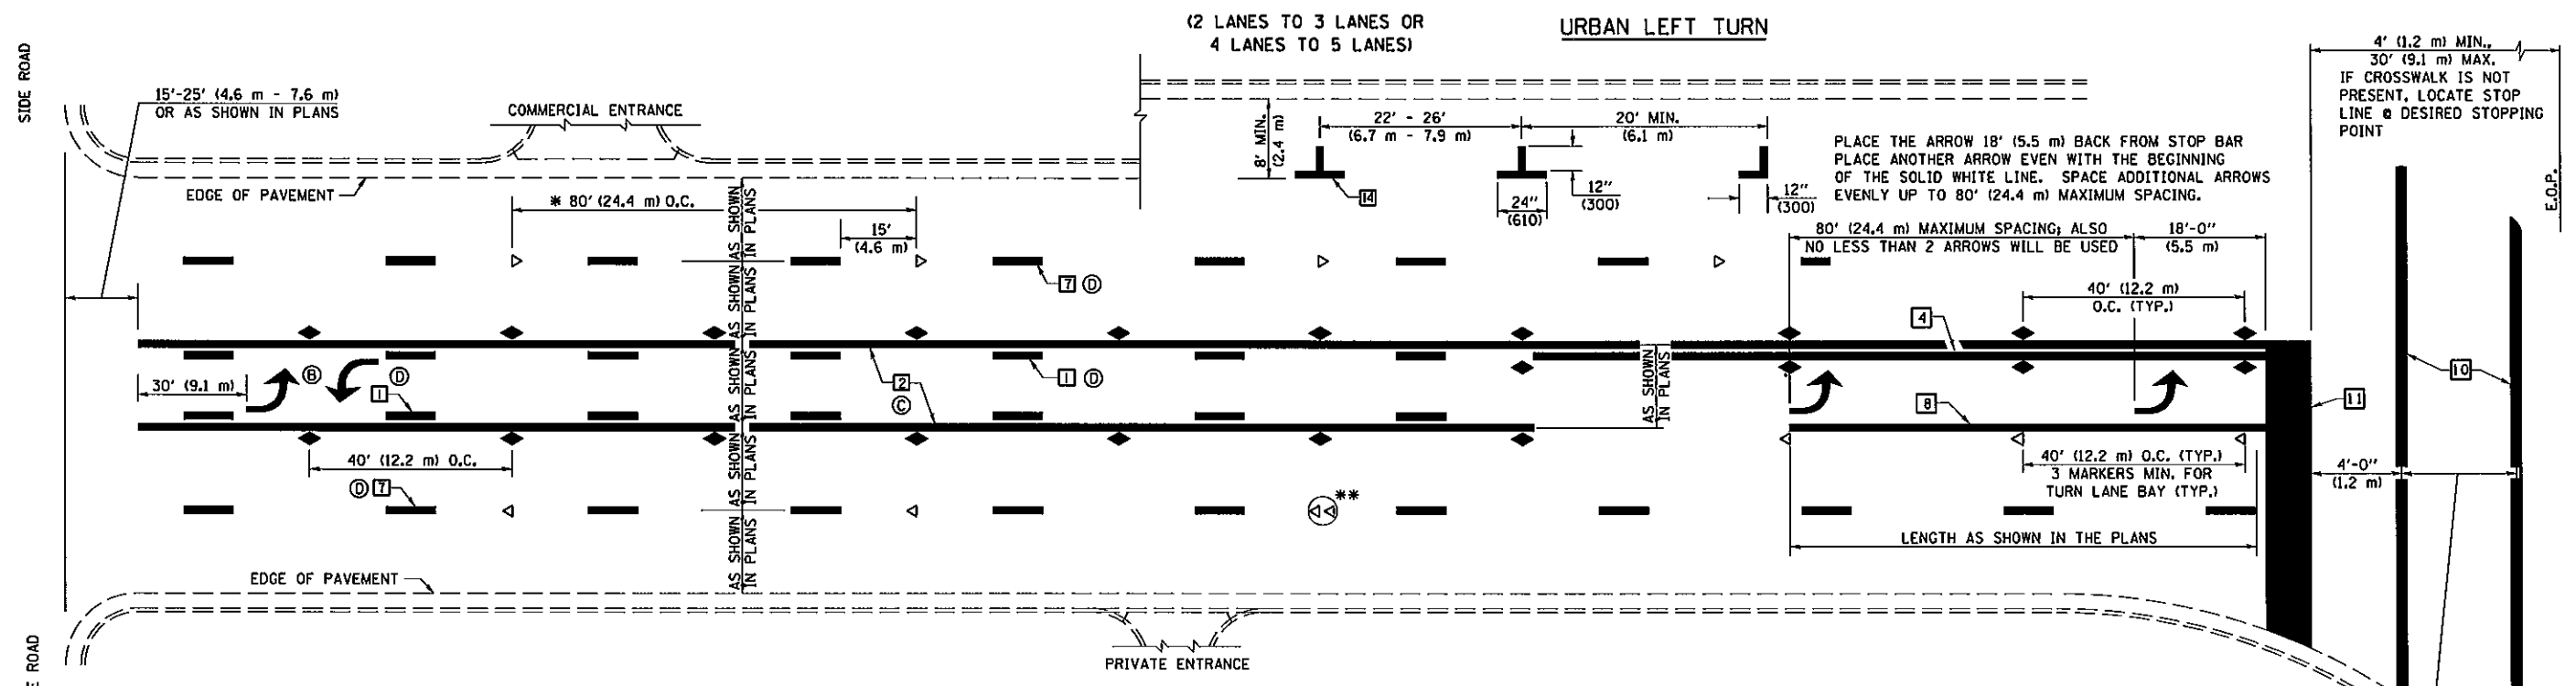 (2 LANES TO 3 LANES OR
4 LANES TO 5 LANES)
URBAN LEFT TURN
SIDE ROAD
15'-25' (4.6 m - 7.6 m)
OR AS SHOWN IN PLANS
COMMERCIAL ENTRANCE
EDGE OF PAVEMENT
* 80' (24.4 m) O.C.
15'
(4.6 m)
AS SHOWN
IN PLANS
AS SHOWN
IN PLANS
AS SHOWN
IN PLANS
AS SHOWN
IN PLANS
AS SHOWN
IN PLANS
8' MIN.
(2.4 m)
22' - 26'
(6.7 m - 7.9 m)
20' MIN.
(6.1 m)
14
24"
(610)
12"
(300)
12"
(300)
4' (1.2 m) MIN.,
30' (9.1 m) MAX.
IF CROSSWALK IS NOT
PRESENT, LOCATE STOP
LINE @ DESIRED STOPPING
POINT
E.O.P.
PLACE THE ARROW 18' (5.5 m) BACK FROM STOP BAR
PLACE ANOTHER ARROW EVEN WITH THE BEGINNING
OF THE SOLID WHITE LINE. SPACE ADDITIONAL ARROWS
EVENLY UP TO 80' (24.4 m) MAXIMUM SPACING.
80' (24.4 m) MAXIMUM SPACING; ALSO
NO LESS THAN 2 ARROWS WILL BE USED
18'-0"
(5.5 m)
7 D
40' (12.2 m)
O.C. (TYP.)
4
30' (9.1 m)
B
D
1
1 D
2
C
AS SHOWN
IN PLANS
8
10
11
40' (12.2 m) O.C.
D 7
**
40' (12.2 m) O.C. (TYP.)
3 MARKERS MIN. FOR
TURN LANE BAY (TYP.)
4'-0"
(1.2 m)
LENGTH AS SHOWN IN THE PLANS
EDGE OF PAVEMENT
PRIVATE ENTRANCE
E ROAD